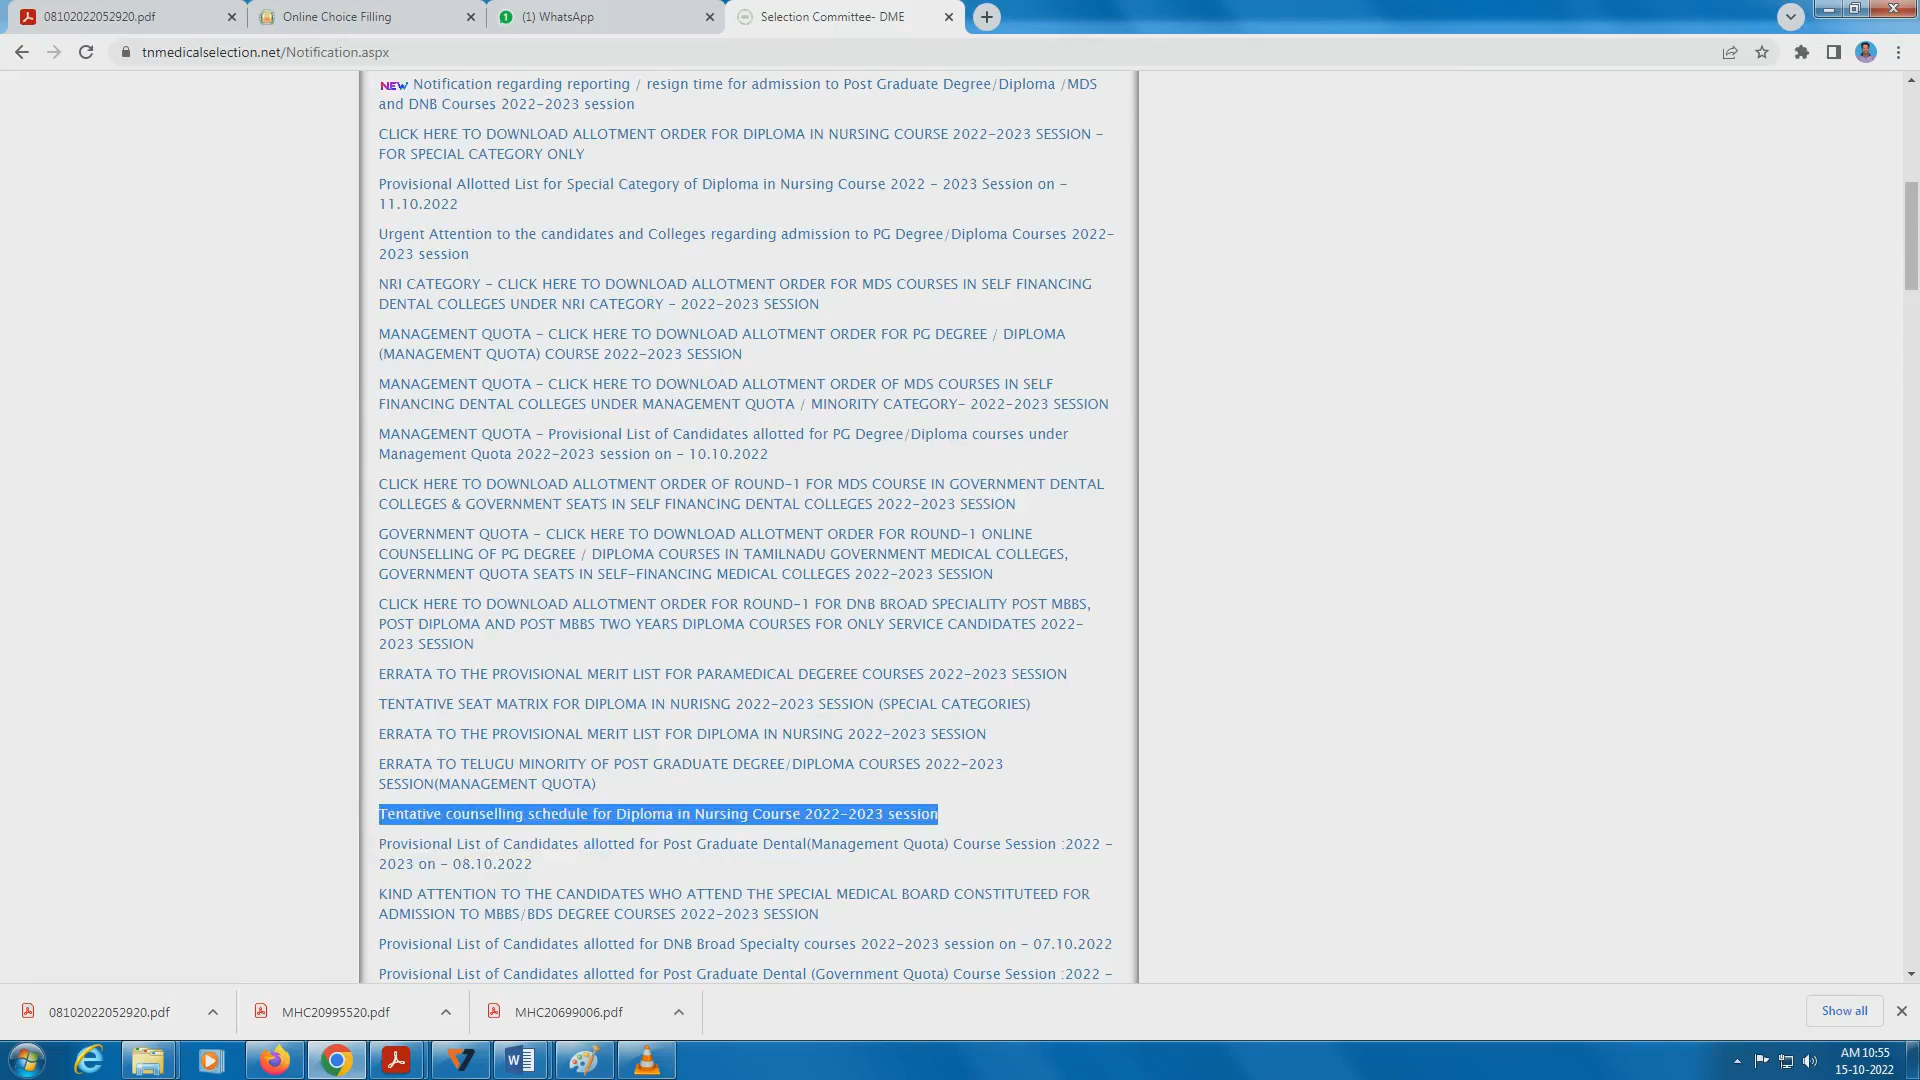 08102022052920.pdf
Online Choice Filling
(1) WhatsApp
Selection Committee- DME
tnmedicalselection.net/Notification.aspx
NEW Notification regarding reporting / resign time for admission to Post Graduate Degree/Diploma /MDS
and DNB Courses 2022-2023 session
CLICK HERE TO DOWNLOAD ALLOTMENT ORDER FOR DIPLOMA IN NURSING COURSE 2022-2023 SESSION -
FOR SPECIAL CATEGORY ONLY
Provisional Allotted List for Special Category of Diploma in Nursing Course 2022 - 2023 Session on -
11.10.2022
Urgent Attention to the candidates and Colleges regarding admission to PG Degree/Diploma Courses 2022-
2023 session
NRI CATEGORY - CLICK HERE TO DOWNLOAD ALLOTMENT ORDER FOR MDS COURSES IN SELF FINANCING
DENTAL COLLEGES UNDER NRI CATEGORY - 2022-2023 SESSION
MANAGEMENT QUOTA - CLICK HERE TO DOWNLOAD ALLOTMENT ORDER FOR PG DEGREE / DIPLOMA
(MANAGEMENT QUOTA) COURSE 2022-2023 SESSION
MANAGEMENT QUOTA - CLICK HERE TO DOWNLOAD ALLOTMENT ORDER OF MDS COURSES IN SELF
FINANCING DENTAL COLLEGES UNDER MANAGEMENT QUOTA / MINORITY CATEGORY- 2022-2023 SESSION
MANAGEMENT QUOTA - Provisional List of Candidates allotted for PG Degree/Diploma courses under
Management Quota 2022-2023 session on - 10.10.2022
CLICK HERE TO DOWNLOAD ALLOTMENT ORDER OF ROUND-1 FOR MDS COURSE IN GOVERNMENT DENTAL
COLLEGES & GOVERNMENT SEATS IN SELF FINANCING DENTAL COLLEGES 2022-2023 SESSION
GOVERNMENT QUOTA - CLICK HERE TO DOWNLOAD ALLOTMENT ORDER FOR ROUND-1 ONLINE
COUNSELLING OF PG DEGREE / DIPLOMA COURSES IN TAMILNADU GOVERNMENT MEDICAL COLLEGES,
GOVERNMENT QUOTA SEATS IN SELF-FINANCING MEDICAL COLLEGES 2022-2023 SESSION
CLICK HERE TO DOWNLOAD ALLOTMENT ORDER FOR ROUND-1 FOR DNB BROAD SPECIALITY POST MBBS,
POST DIPLOMA AND POST MBBS TWO YEARS DIPLOMA COURSES FOR ONLY SERVICE CANDIDATES 2022-
2023 SESSION
ERRATA TO THE PROVISIONAL MERIT LIST FOR PARAMEDICAL DEGEREE COURSES 2022-2023 SESSION
TENTATIVE SEAT MATRIX FOR DIPLOMA IN NURISNG 2022-2023 SESSION (SPECIAL CATEGORIES)
ERRATA TO THE PROVISIONAL MERIT LIST FOR DIPLOMA IN NURSING 2022-2023 SESSION
ERRATA TO TELUGU MINORITY OF POST GRADUATE DEGREE/DIPLOMA COURSES 2022-2023
SESSION(MANAGEMENT QUOTA)
Tentative counselling schedule for Diploma in Nursing Course 2022-2023 session
Provisional List of Candidates allotted for Post Graduate Dental(Management Quota) Course Session :2022 -
2023 on - 08.10.2022
KIND ATTENTION TO THE CANDIDATES WHO ATTEND THE SPECIAL MEDICAL BOARD CONSTITUTEED FOR
ADMISSION TO MBBS/BDS DEGREE COURSES 2022-2023 SESSION
Provisional List of Candidates allotted for DNB Broad Specialty courses 2022-2023 session on - 07.10.2022
Provisional List of Candidates allotted for Post Graduate Dental (Government Quota) Course Session :2022 -
08102022052920.pdf
MHC20995520.pdf
MHC20699006.pdf
Show all
AM 10:55
15-10-2022